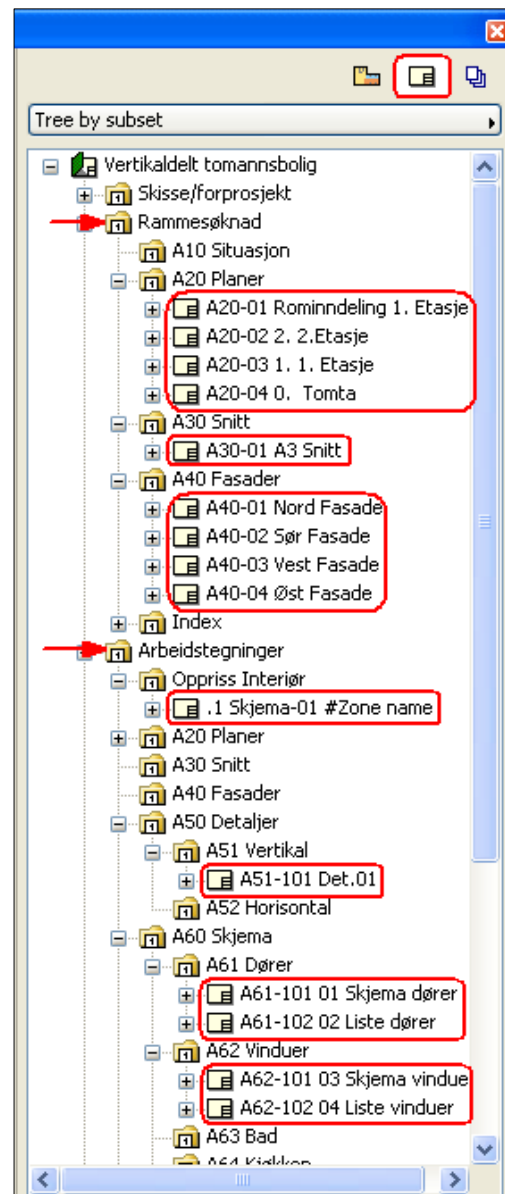 Tree by subset
Vertikaldelt tomannsbolig
Skisse/forprosjekt
Rammesøknad
A10 Situasjon
A20 Planer
A20-01 Rominndeling 1. Etasje
A20-02 2. 2.Etasje
A20-03 1. 1. Etasje
A20-04 0. Tomta
A30 Snitt
A30-01 A3 Snitt
A40 Fasader
A40-01 Nord Fasade
A40-02 Sør Fasade
A40-03 Vest Fasade
A40-04 Øst Fasade
Index
Arbeidstegninger
Oppriss Interiør
.1 Skjema-01 #Zone name
A20 Planer
A30 Snitt
A40 Fasader
A50 Detaljer
A51 Vertikal
A51-101 Det.01
A52 Horisontal
A60 Skjema
A61 Dører
A61-101 01 Skjema dører
A61-102 02 Liste dører
A62 Vinduer
A62-101 03 Skjema vindue
A62-102 04 Liste vinduer
A63 Bad
A64 Kjøkken